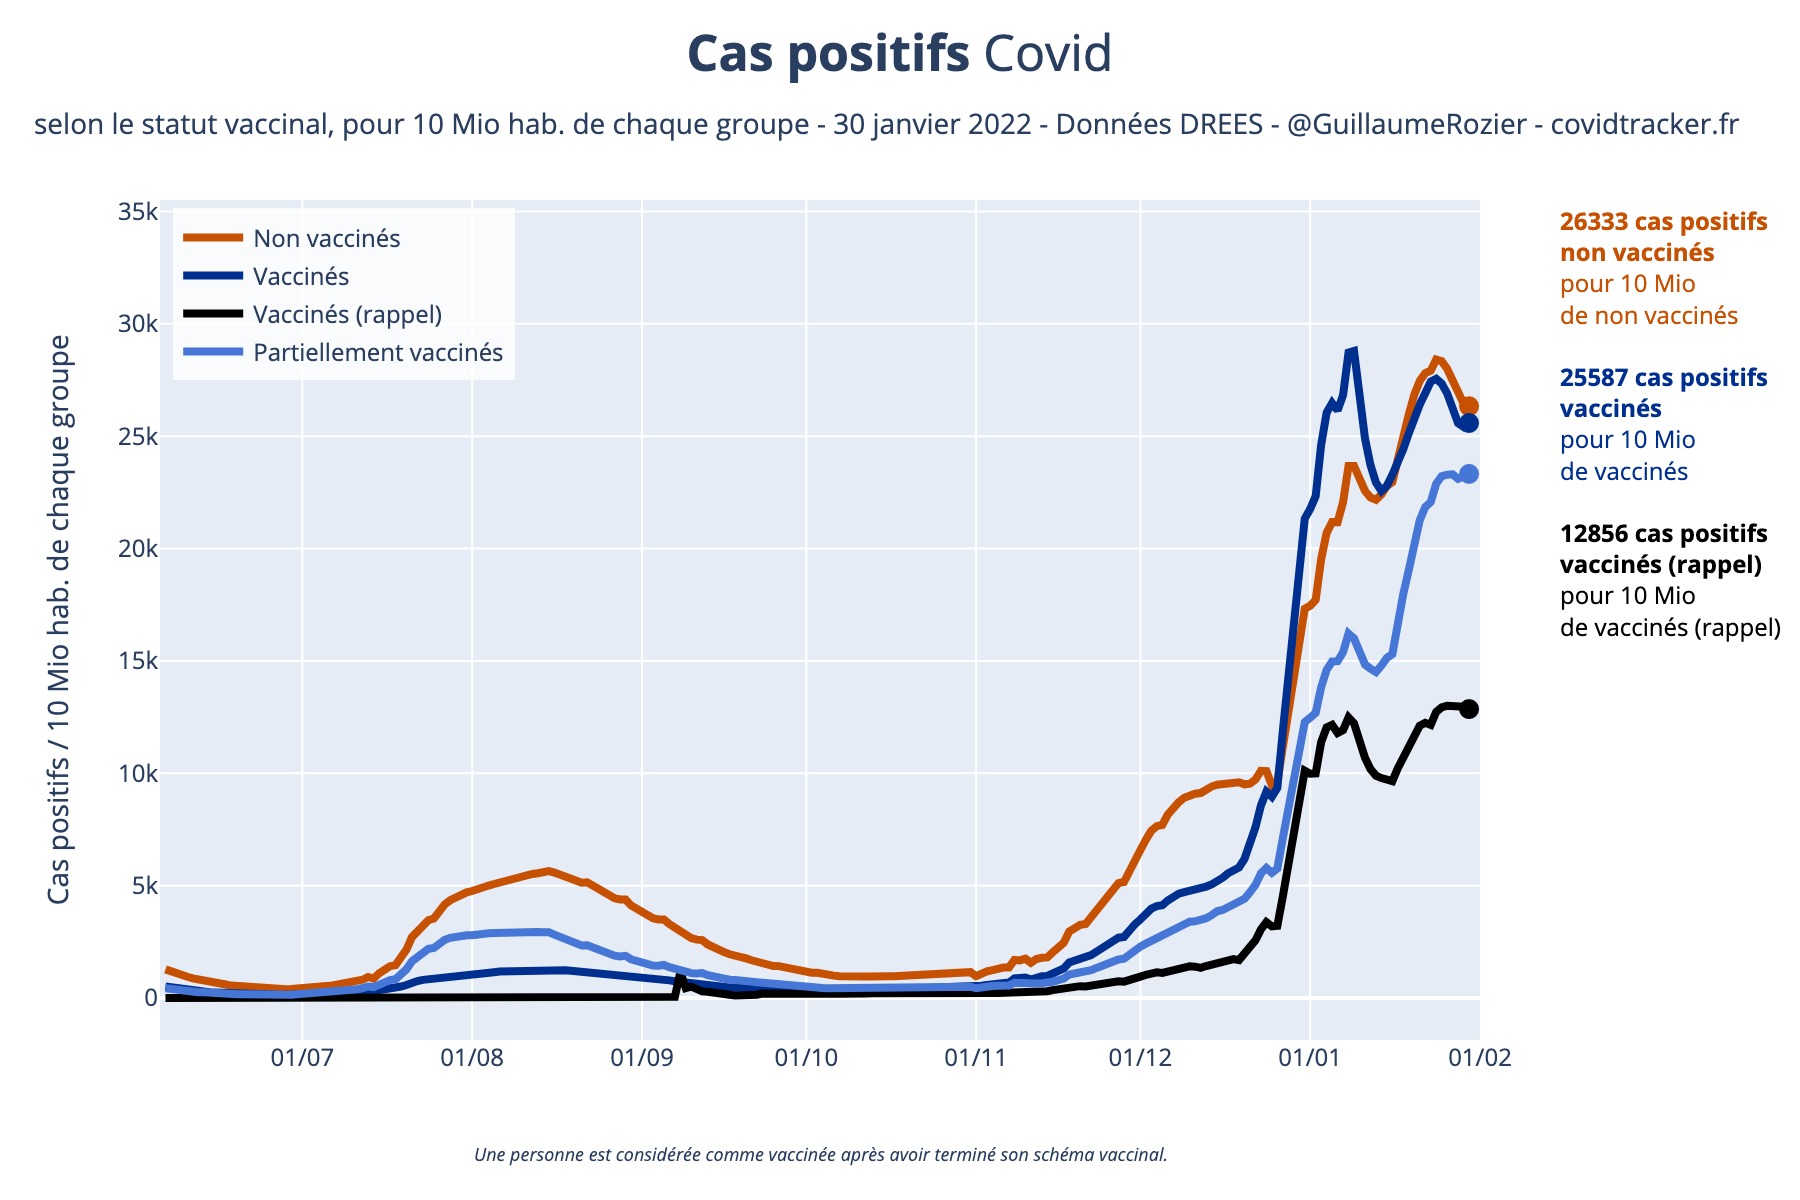 Cas positifs Covid
selon le statut vaccinal, pour 10 Mio hab. de chaque groupe - 30 janvier 2022 - Données DREES - @GuillaumeRozier - covidtracker.fr
Cas positifs / 10 Mio hab. de chaque groupe
35k
30k
25k
20k
15k
10k
5k
0
Non vaccinés
Vaccinés
Vaccinés (rappel)
Partiellement vaccinés
26333 cas positifs
non vaccinés
pour 10 Mio
de non vaccinés
25587 cas positifs
vaccinés
pour 10 Mio
de vaccinés
12856 cas positifs
vaccinés (rappel)
pour 10 Mio
de vaccinés (rappel)
01/07
01/08
01/09
01/10
01/11
01/12
01/01
01/02
Une personne est considérée comme vaccinée après avoir terminé son schéma vaccinal.